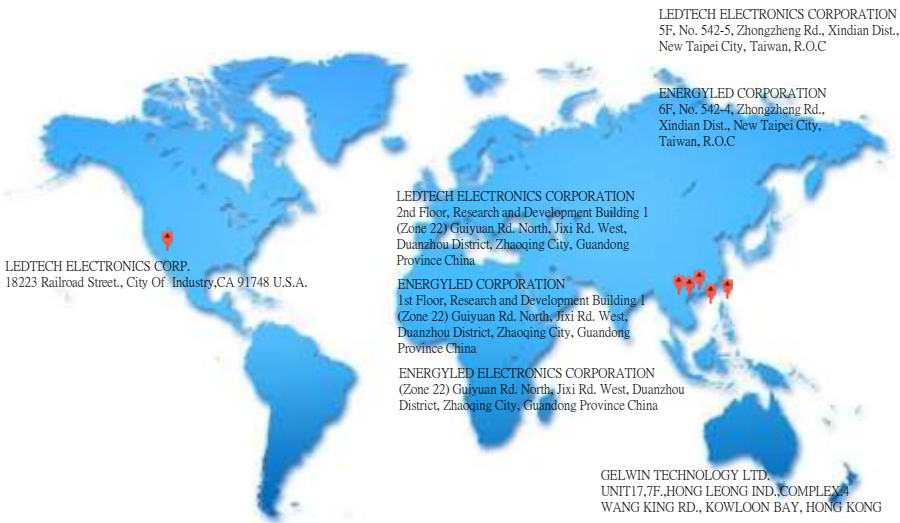 LEDTECH ELECTRONICS CORPORATION
5F, No. 542-5, Zhongzheng Rd., Xindian Dist.,
New Taipei City, Taiwan, R.O.C
ENERGYLED CORPORATION
6F, No. 542-4, Zhongzheng Rd.,
Xindian Dist., New Taipei City,
Taiwan, R.O.C
LEDTECH ELECTRONICS CORPORATION
2nd Floor, Research and Development Building 1
(Zone 22) Guiyuan Rd. North, Jixi Rd. West,
Duanzhou District, Zhaoqing City, Guandong
Province China
LEDTECH ELECTRONICS CORP.
18223 Railroad Street., City Of Industry,CA 91748 U.S.A.
ENERGYLED CORPORATION
1st Floor, Research and Development Building 1
(Zone 22) Guiyuan Rd. North, Jixi Rd. West,
Duanzhou District, Zhaoqing City, Guandong
Province China
ENERGYLED ELECTRONICS CORPORATION
(Zone 22) Guiyuan Rd. North, Jixi Rd. West, Duanzhou
District, Zhaoqing City, Guandong Province China
GELWIN TECHNOLOGY LTD.
UNIT17,7F.,HONG LEONG IND.,COMPLEX.4
WANG KING RD., KOWLOON BAY, HONG KONG